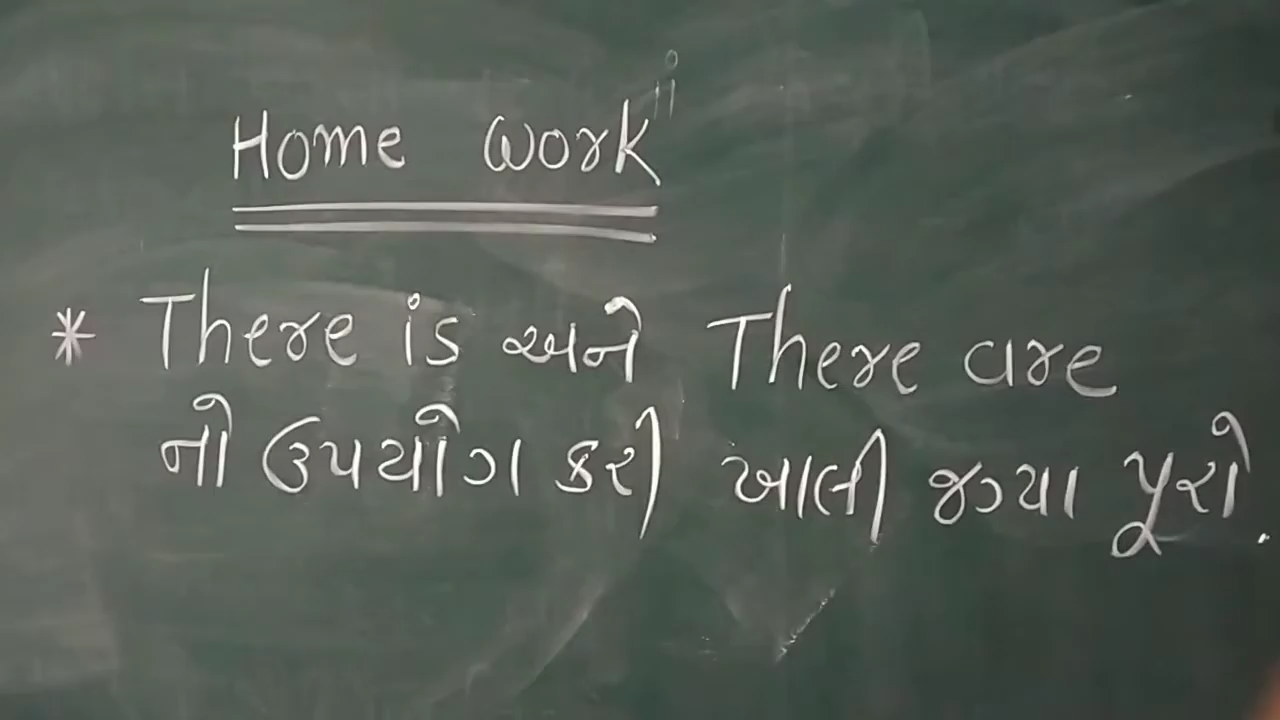 Home work
* There is અને There are
નો ઉપયોગ કરી ખાલી જગ્યા પૂરો.